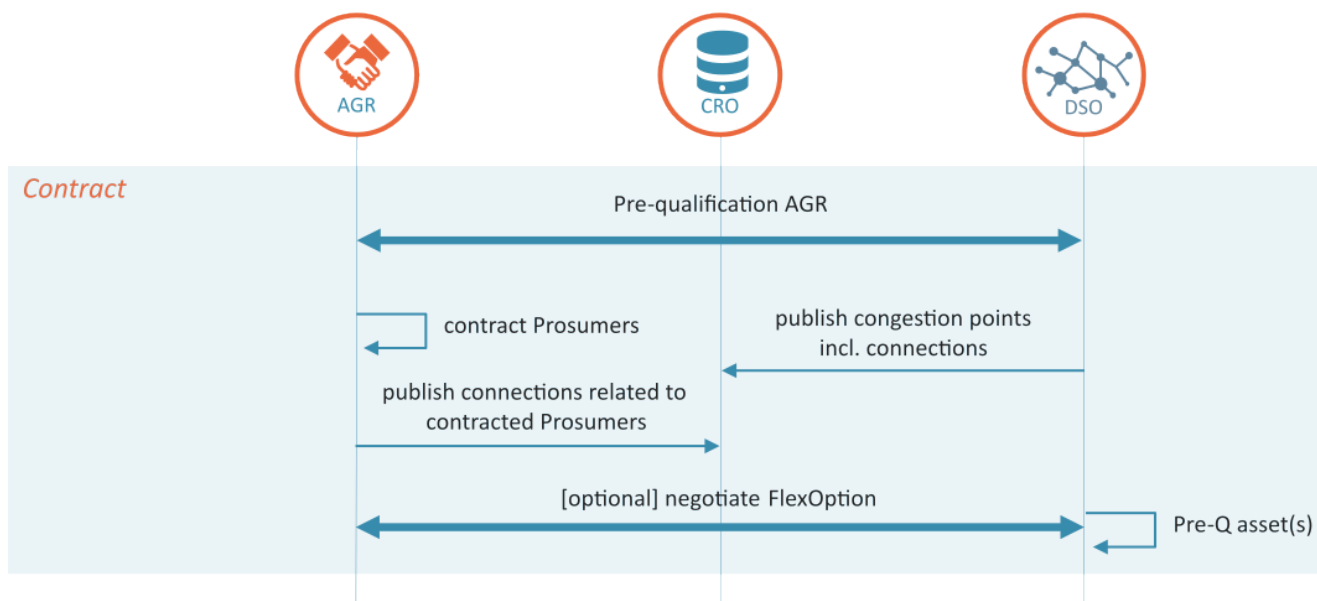 AGR
CRO
DSO
Contract
Pre-qualification AGR
contract Prosumers
publish congestion points
incl. connections
publish connections related to
contracted Prosumers
[optional] negotiate FlexOption
Pre-Q asset(s)